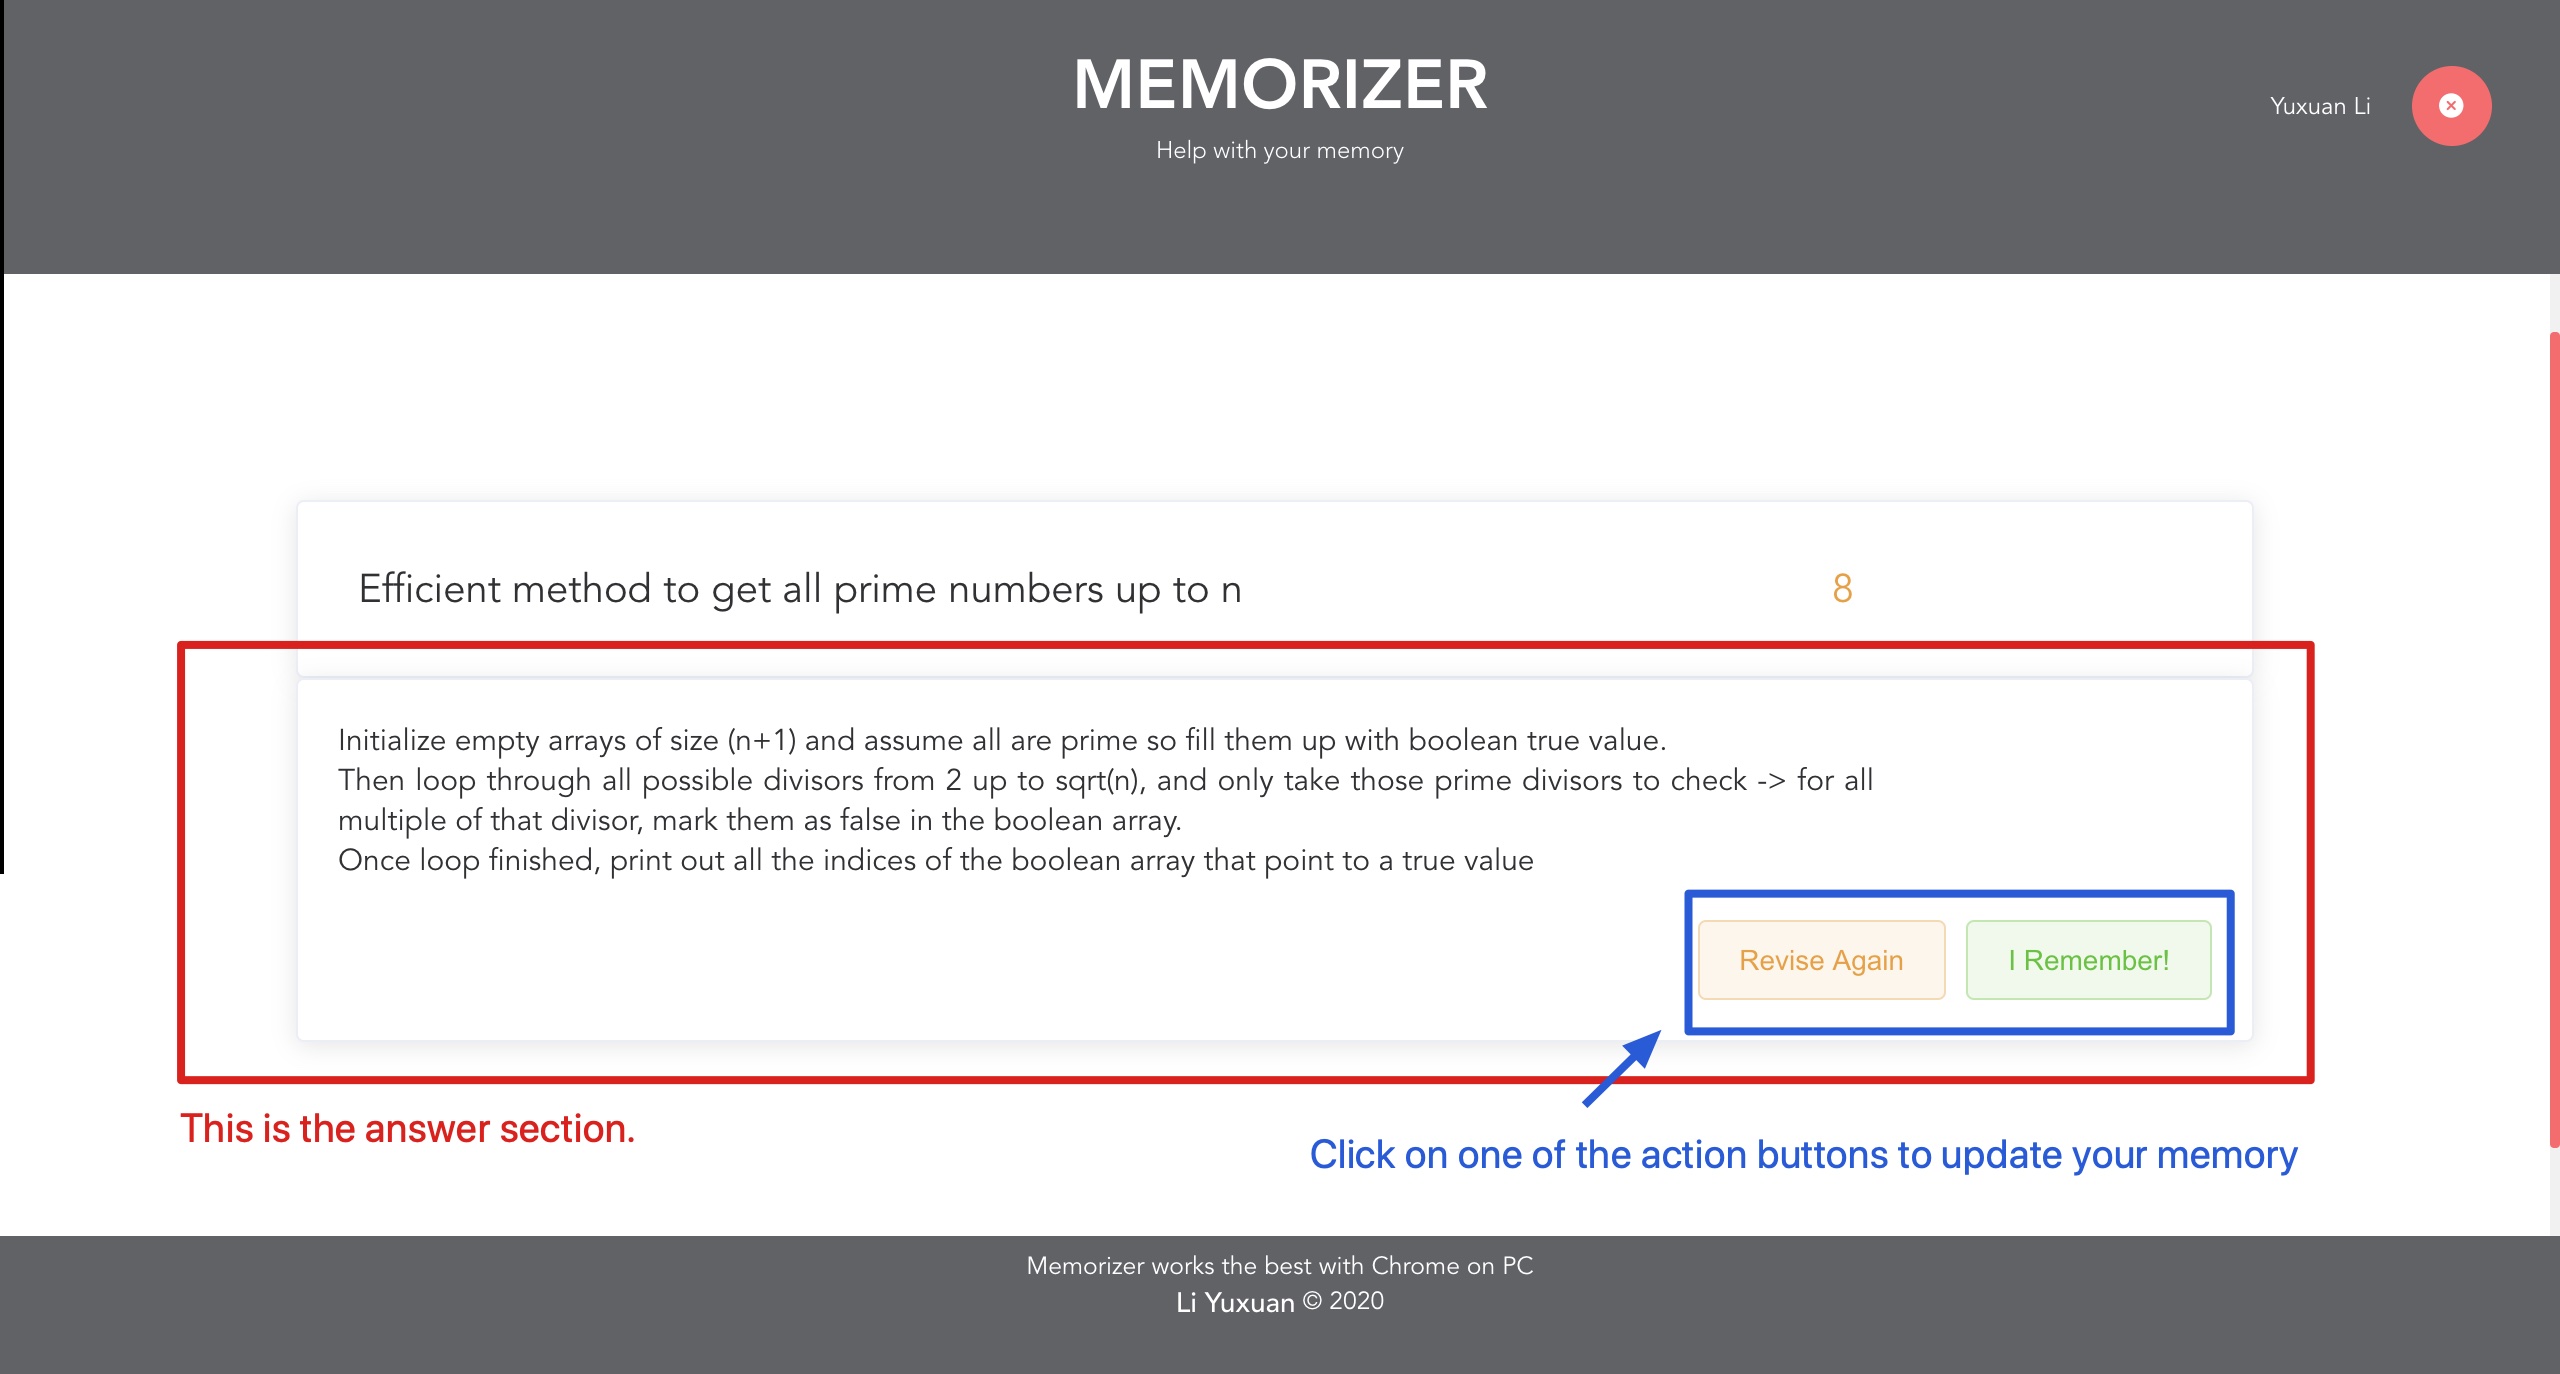 MEMORIZER
Help with your memory
Yuxuan Li
Efficient method to get all prime numbers up to n
8
Initialize empty arrays of size (n+1) and assume all are prime so fill them up with boolean true value.
Then loop through all possible divisors from 2 up to sqrt(n), and only take those prime divisors to check -> for all
multiple of that divisor, mark them as false in the boolean array.
Once loop finished, print out all the indices of the boolean array that point to a true value
Revise Again
I Remember!
This is the answer section.
Click on one of the action buttons to update your memory
Memorizer works the best with Chrome on PC
Li Yuxuan © 2020